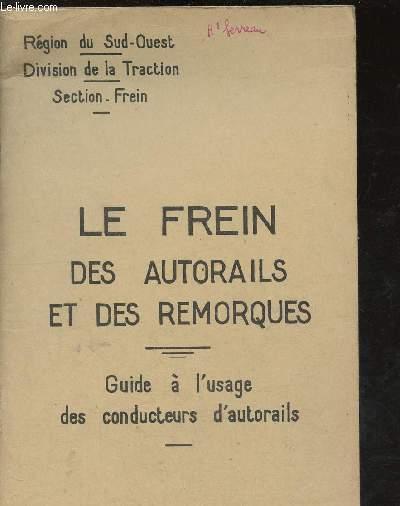 Le-Livre.com
Région du Sud-Ouest
Division de la Traction
Section - Frein
LE FREIN
DES AUTORAILS
ET DES REMORQUES
Guide à l'usage
des conducteurs d'autorails